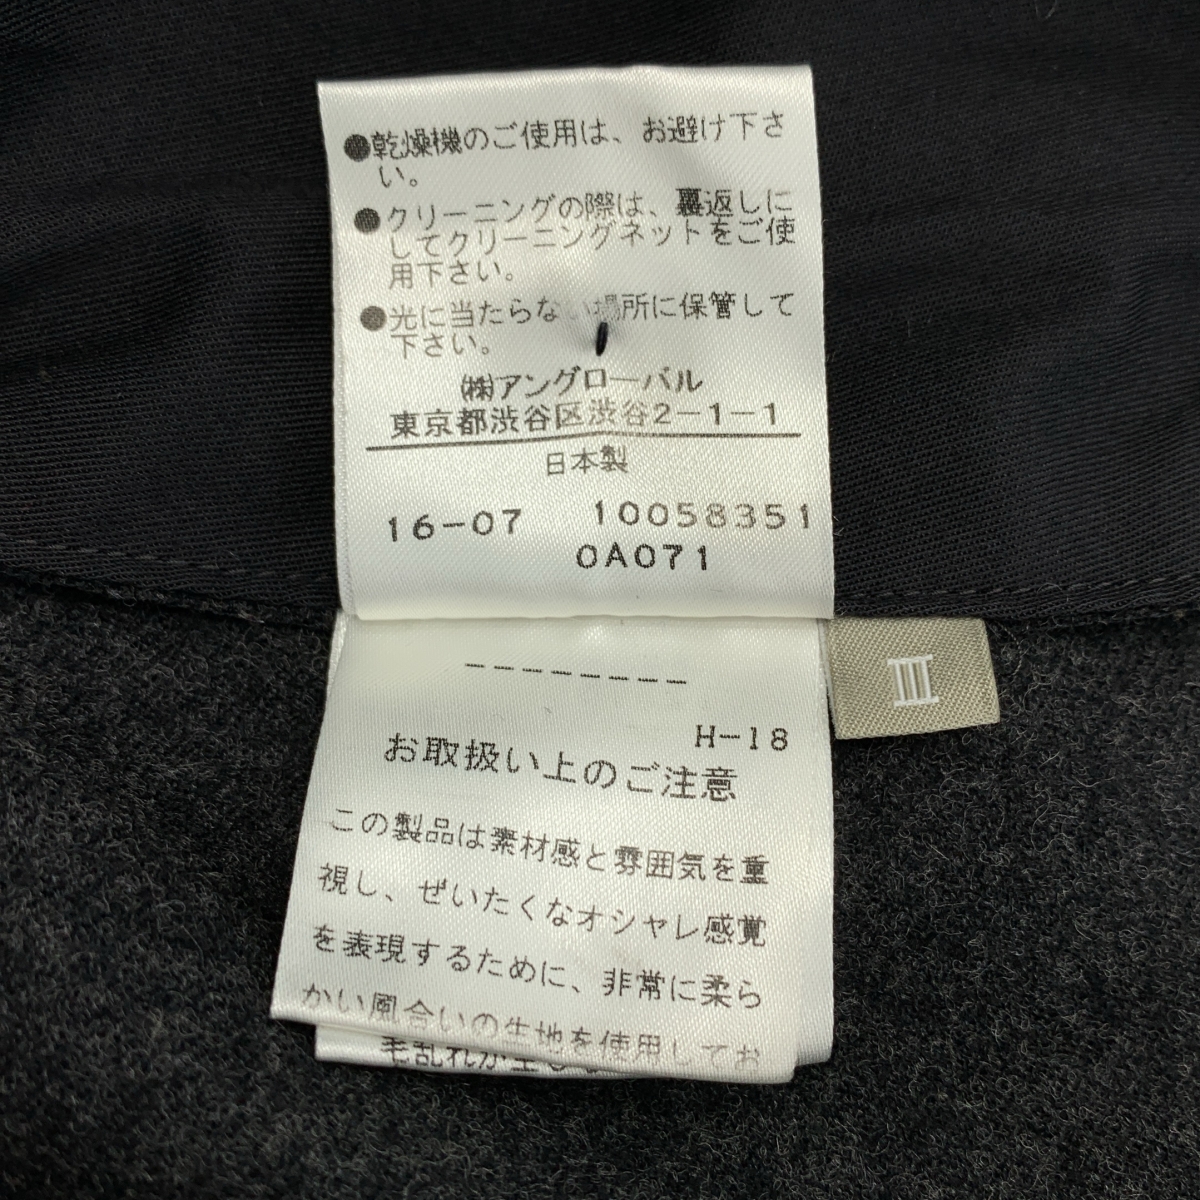 ●乾燥機のご使用は、お避け下さ
い。
●クリーニングの際は、裏返しに
してクリーニングネットをご使
用下さい。
●光に当たらない場所に保管して
下さい。
㈱アングローバル
東京都渋谷区渋谷2-1-1
日本製
16-07 10058351
0A071
III
--------
H-18
お取扱い上のご注意
この製品は素材感と雰囲気を重
視し、ぜいたくなオシャレ感覚
を表現するために、非常に柔ら
かい風合いの生地を使用してお
毛乱れが生じ